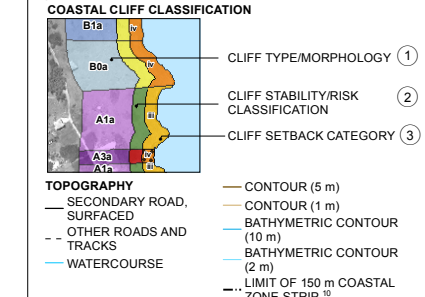 COASTAL CLIFF CLASSIFICATION
B1a
iv
B0a
iv
CLIFF TYPE/MORPHOLOGY 1
CLIFF STABILITY/RISK
CLASSIFICATION 2
A1a
iii
CLIFF SETBACK CATEGORY 3
A3a
iv
A1a
iii
TOPOGRAPHY
SECONDARY ROAD,
SURFACED
OTHER ROADS AND
TRACKS
WATERCOURSE
CONTOUR (5 m)
CONTOUR (1 m)
BATHYMETRIC CONTOUR
(10 m)
BATHYMETRIC CONTOUR
(2 m)
LIMIT OF 150 m COASTAL
ZONE STRIP 10